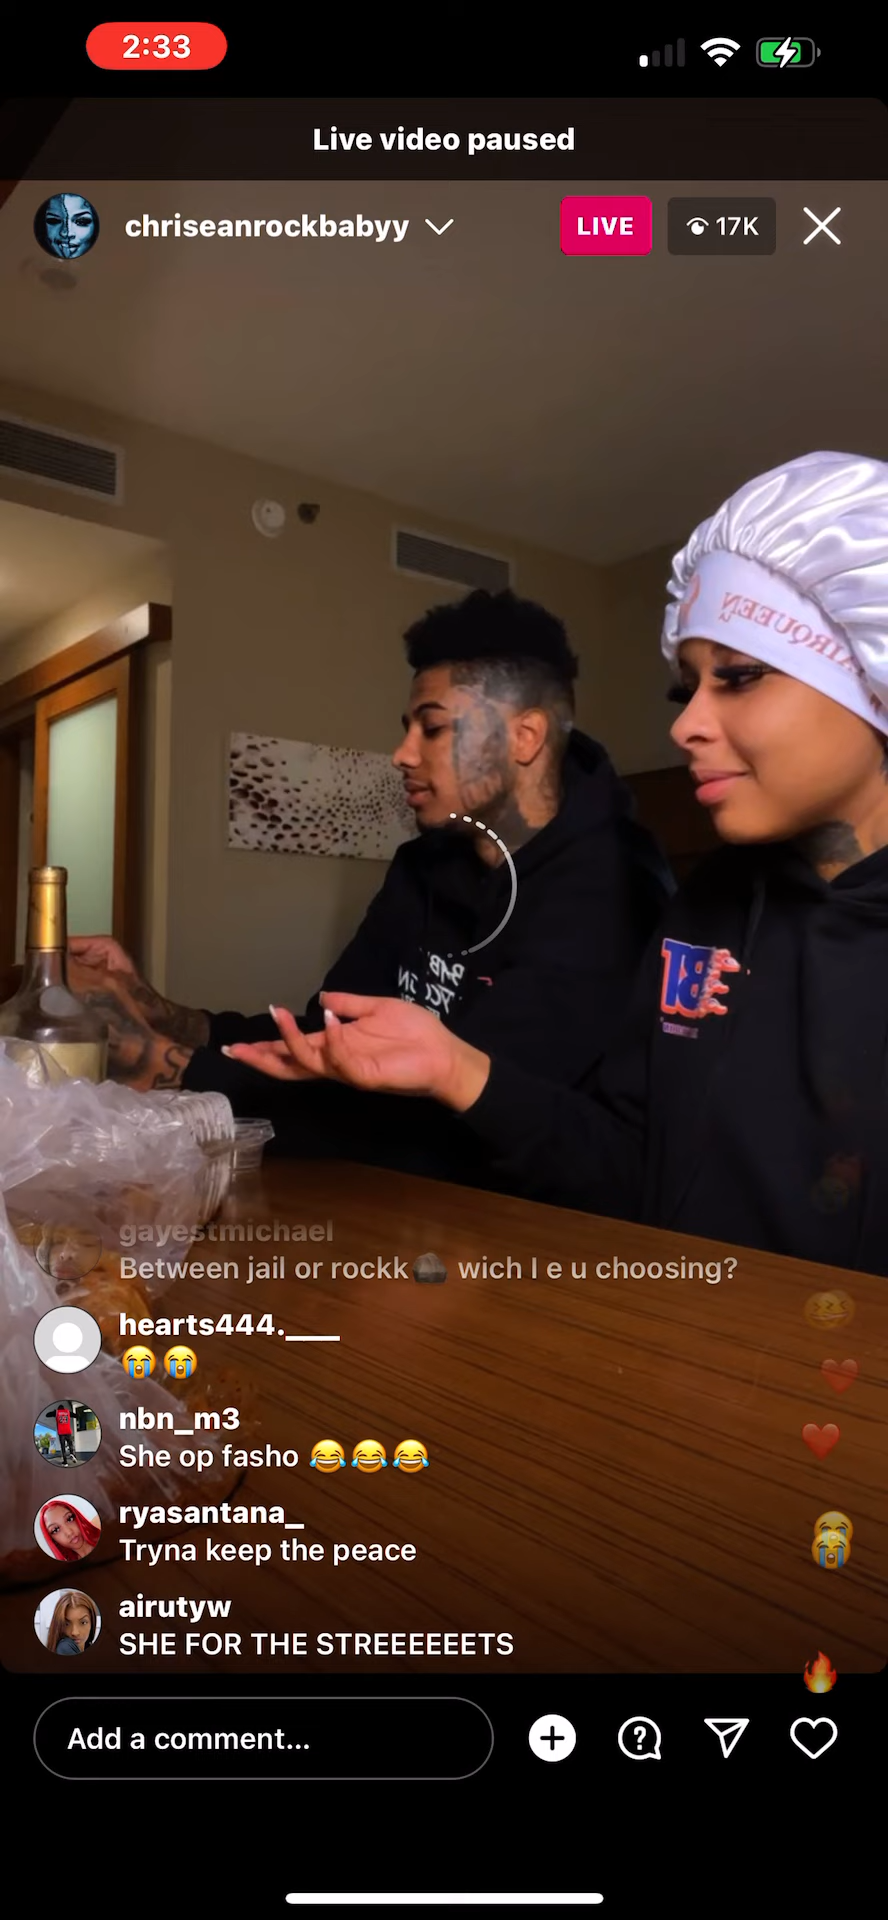 2:33
Live video paused
chriseanrockbabyy
LIVE
17K
gayestmichael
Between jail or rockk🪨 wich I e u choosing?
hearts444.___
😭😭
nbn_m3
She op fasho 😂😂😂
ryasantana_
Tryna keep the peace
airutyw
SHE FOR THE STREEEEEETS
Add a comment...